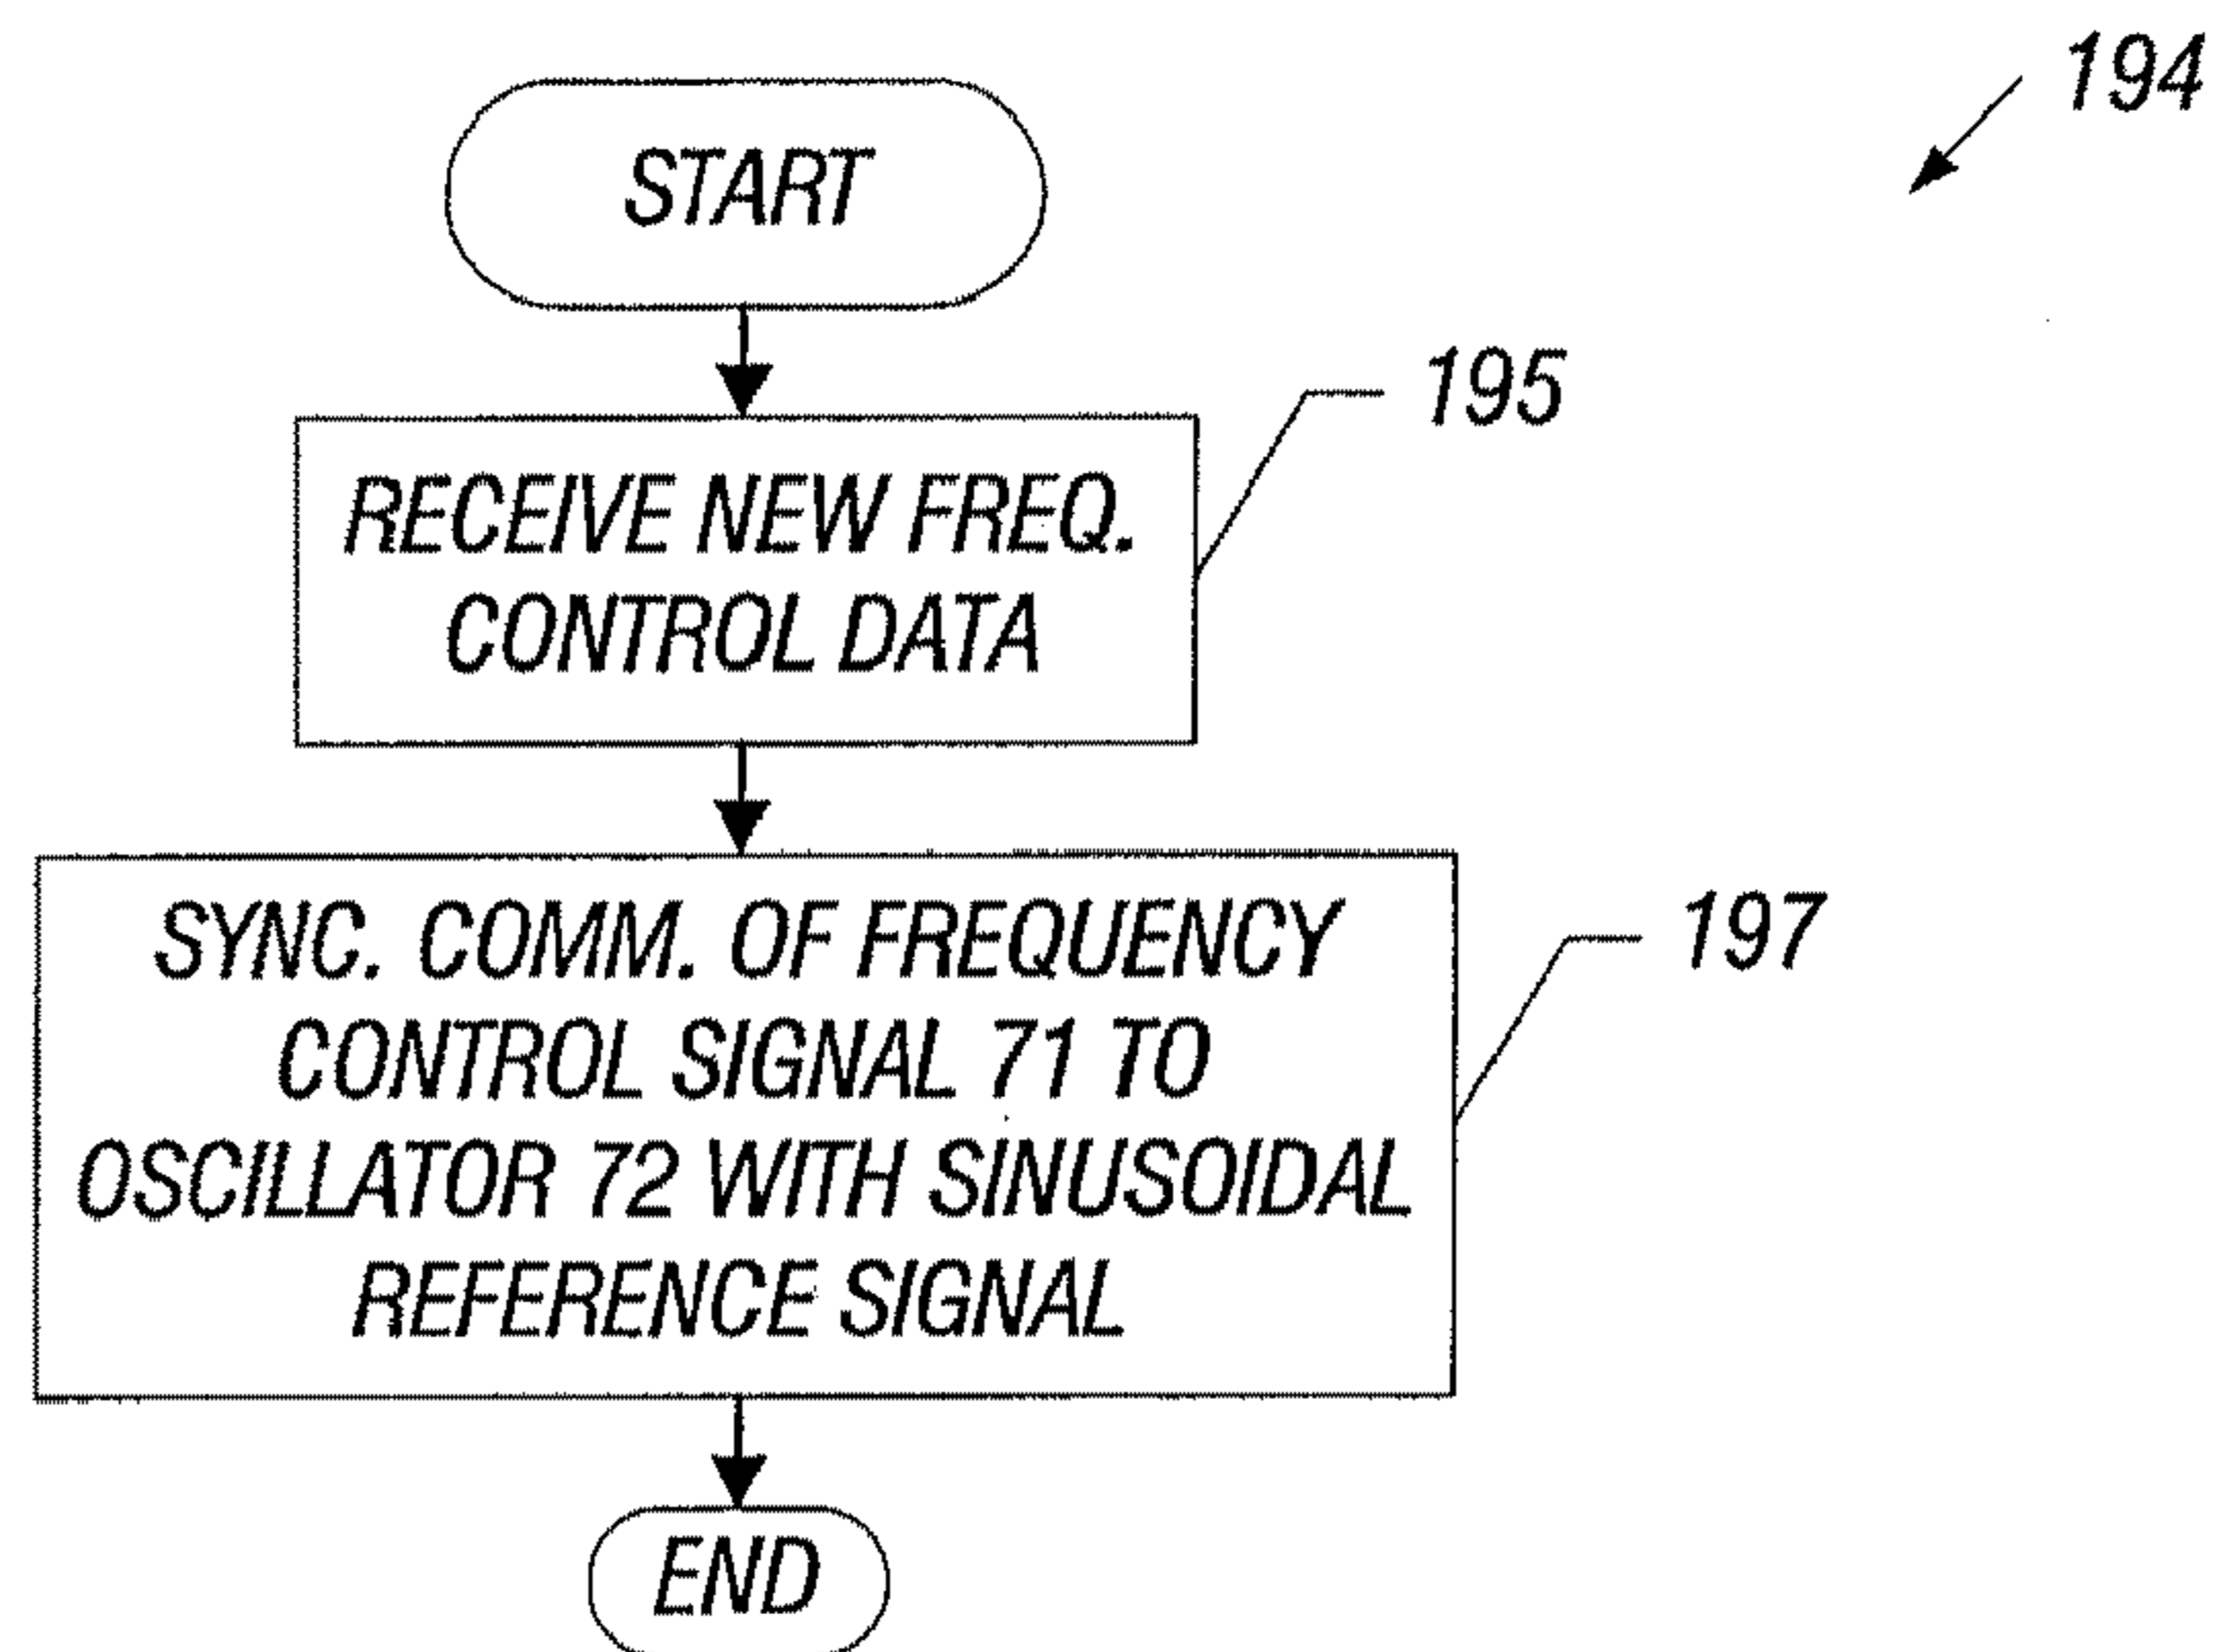 194
START
195
RECEIVE NEW FREQ.
CONTROL DATA
197
SYNC. COMM. OF FREQUENCY
CONTROL SIGNAL 71 TO
OSCILLATOR 72 WITH SINUSOIDAL
REFERENCE SIGNAL
END